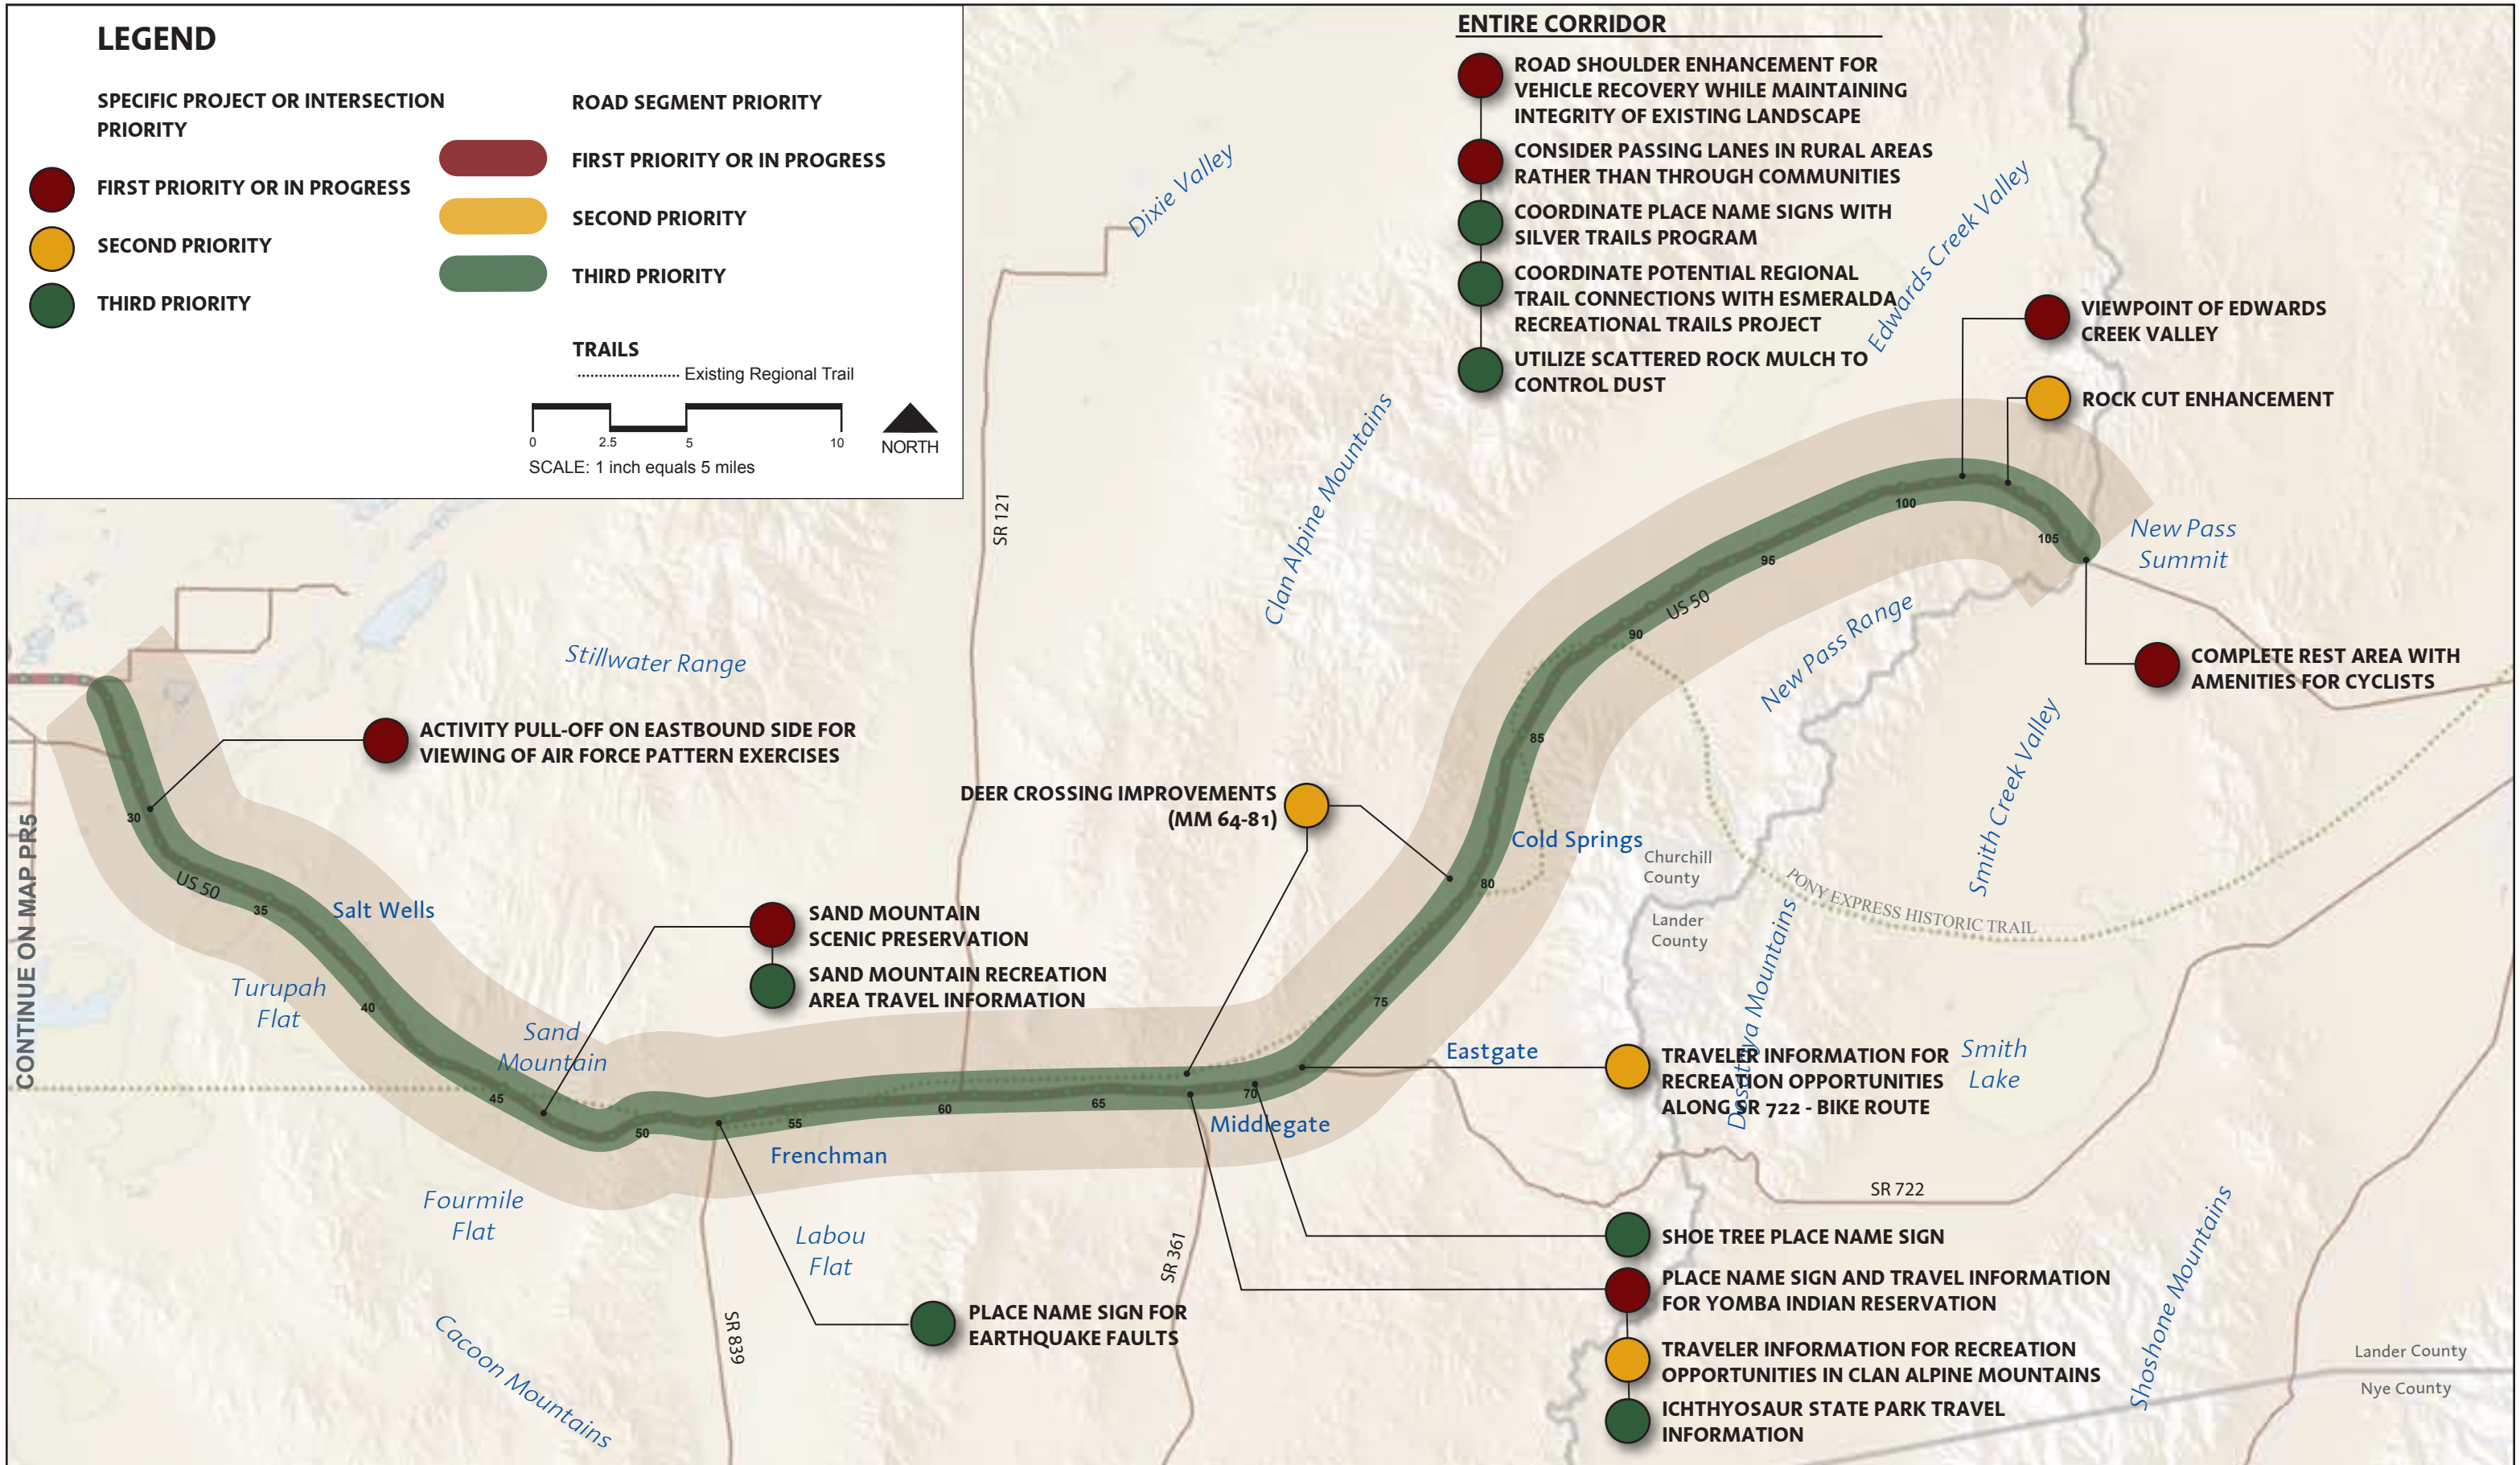 LEGEND
SPECIFIC PROJECT OR INTERSECTION
PRIORITY
FIRST PRIORITY OR IN PROGRESS
SECOND PRIORITY
THIRD PRIORITY
ROAD SEGMENT PRIORITY
FIRST PRIORITY OR IN PROGRESS
SECOND PRIORITY
THIRD PRIORITY
TRAILS
Existing Regional Trail
0 2.5 5 10
NORTH
SCALE: 1 inch equals 5 miles
ENTIRE CORRIDOR
ROAD SHOULDER ENHANCEMENT FOR
VEHICLE RECOVERY WHILE MAINTAINING
INTEGRITY OF EXISTING LANDSCAPE
CONSIDER PASSING LANES IN RURAL AREAS
RATHER THAN THROUGH COMMUNITIES
COORDINATE PLACE NAME SIGNS WITH
SILVER TRAILS PROGRAM
COORDINATE POTENTIAL REGIONAL
TRAIL CONNECTIONS WITH ESMERALDA
RECREATIONAL TRAILS PROJECT
UTILIZE SCATTERED ROCK MULCH TO
CONTROL DUST
Dixie Valley
Edwards Creek Valley
VIEWPOINT OF EDWARDS
CREEK VALLEY
ROCK CUT ENHANCEMENT
Clan Alpine Mountains
SR 121
100
105
95
90
US 50
New Pass
Summit
New Pass Range
COMPLETE REST AREA WITH
AMENITIES FOR CYCLISTS
Stillwater Range
ACTIVITY PULL-OFF ON EASTBOUND SIDE FOR
VIEWING OF AIR FORCE PATTERN EXERCISES
85
DEER CROSSING IMPROVEMENTS
(MM 64-81)
Cold Springs
80
Churchill
County
Lander
County
PONY EXPRESS HISTORIC TRAIL
Smith Creek Valley
CONTINUE ON MAP PR5
30
US 50
35
Salt Wells
SAND MOUNTAIN
SCENIC PRESERVATION
SAND MOUNTAIN RECREATION
AREA TRAVEL INFORMATION
Turupah
Flat
40
Sand
Mountain
75
Desatoya Mountains
Eastgate
TRAVELER INFORMATION FOR
RECREATION OPPORTUNITIES
ALONG SR 722 - BIKE ROUTE
Smith
Lake
45
50
55
60
65
70
Middlegate
Frenchman
Fourmile
Flat
Labou
Flat
SR 361
SR 722
SHOE TREE PLACE NAME SIGN
PLACE NAME SIGN AND TRAVEL INFORMATION
FOR YOMBA INDIAN RESERVATION
TRAVELER INFORMATION FOR RECREATION
OPPORTUNITIES IN CLAN ALPINE MOUNTAINS
ICHTHYOSAUR STATE PARK TRAVEL
INFORMATION
Shoshone Mountains
SR 839
PLACE NAME SIGN FOR
EARTHQUAKE FAULTS
Cacoon Mountains
Lander County
Nye County